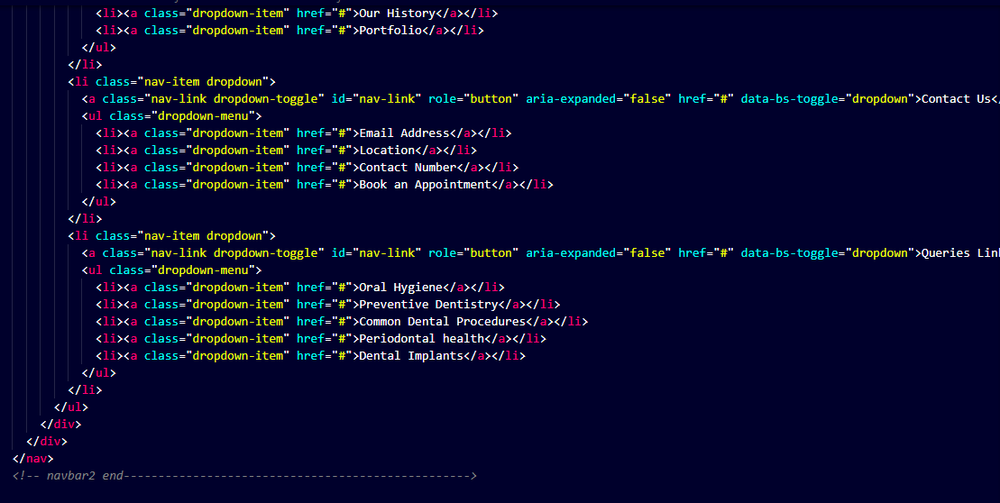 <li><a class="dropdown-item" href="#">Our History</a></li>
<li><a class="dropdown-item" href="#">Portfolio</a></li>
</ul>
</li>
<li class="nav-item dropdown">
<a class="nav-link dropdown-toggle" id="nav-link" role="button" aria-expanded="false" href="#" data-bs-toggle="dropdown">Contact Us</
<ul class="dropdown-menu">
<li><a class="dropdown-item" href="#">Email Address</a></li>
<li><a class="dropdown-item" href="#">Location</a></li>
<li><a class="dropdown-item" href="#">Contact Number</a></li>
<li><a class="dropdown-item" href="#">Book an Appointment</a></li>
</ul>
</li>
<li class="nav-item dropdown">
<a class="nav-link dropdown-toggle" id="nav-link" role="button" aria-expanded="false" href="#" data-bs-toggle="dropdown">Queries Lin
<ul class="dropdown-menu">
<li><a class="dropdown-item" href="#">Oral Hygiene</a></li>
<li><a class="dropdown-item" href="#">Preventive Dentistry</a></li>
<li><a class="dropdown-item" href="#">Common Dental Procedures</a></li>
<li><a class="dropdown-item" href="#">Periodontal health</a></li>
<li><a class="dropdown-item" href="#">Dental Implants</a></li>
</ul>
</li>
</ul>
</div>
</div>
</nav>
<!-- navbar2 end-------------------------------------------------->